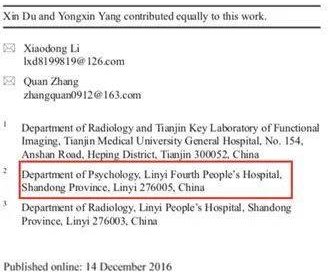 Xin Du and Yongxin Yang contributed equally to this work.
Xiaodong Li
lxd8199819@126.com
Quan Zhang
zhangquan0912@163.com
1 Department of Radiology and Tianjin Key Laboratory of Functional
Imaging, Tianjin Medical University General Hospital, No. 154,
Anshan Road, Heping District, Tianjin 300052, China
2 Department of Psychology, Linyi Fourth People's Hospital,
Shandong Province, Linyi 276005, China
3 Department of Radiology, Linyi People's Hospital, Shandong
Province, Linyi 276003, China
Published online: 14 December 2016